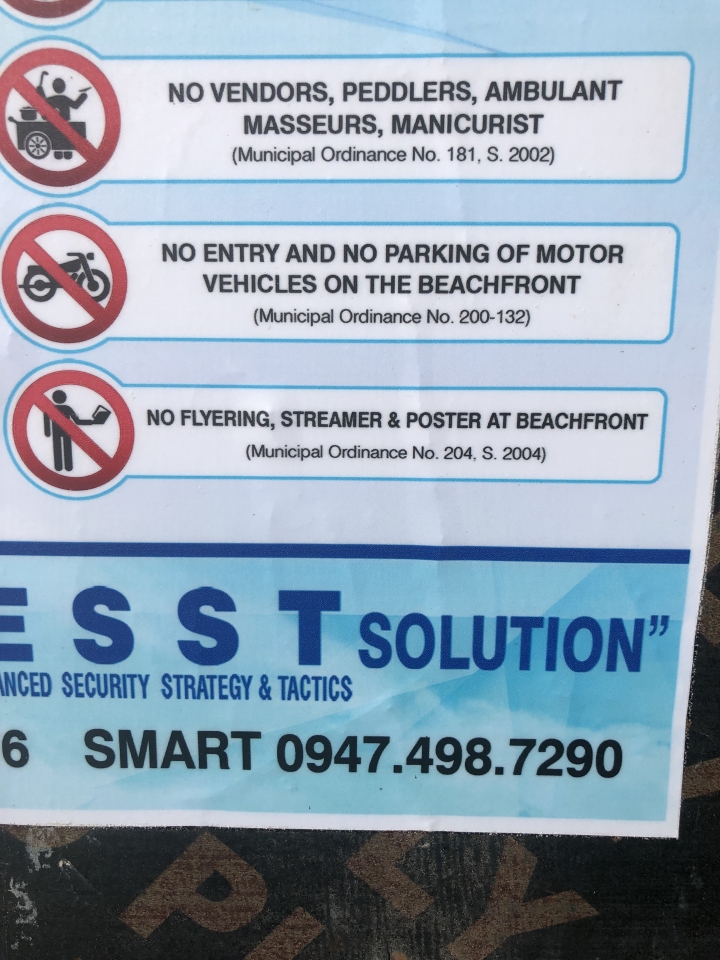 NO VENDORS, PEDDLERS, AMBULANT
MASSEURS, MANICURIST
(Municipal Ordinance No. 181, S. 2002)
NO ENTRY AND NO PARKING OF MOTOR
VEHICLES ON THE BEACHFRONT
(Municipal Ordinance No. 200-132)
NO FLYERING, STREAMER & POSTER AT BEACHFRONT
(Municipal Ordinance No. 204, S. 2004)
E S S T SOLUTION”
ANCED SECURITY STRATEGY & TACTICS
6 SMART 0947.498.7290